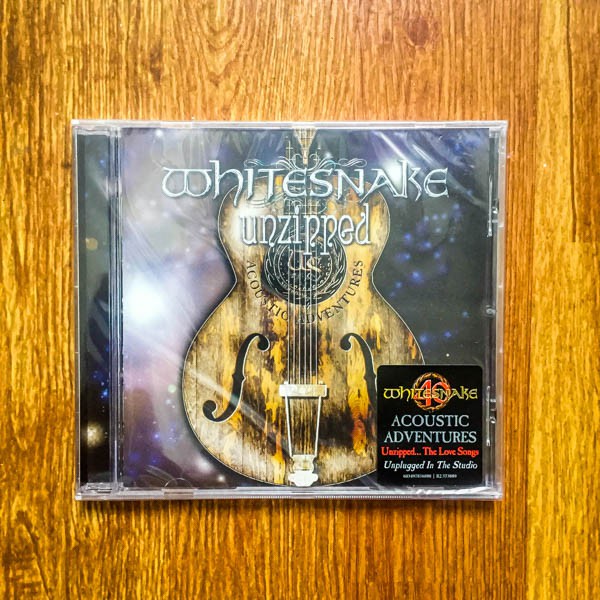 WHITESNAKE
unzipped
ACOUSTIC ADVENTURES
40
WHITESNAKE
ACOUSTIC
ADVENTURES
Unzipped... The Love Songs
Unplugged In The Studio